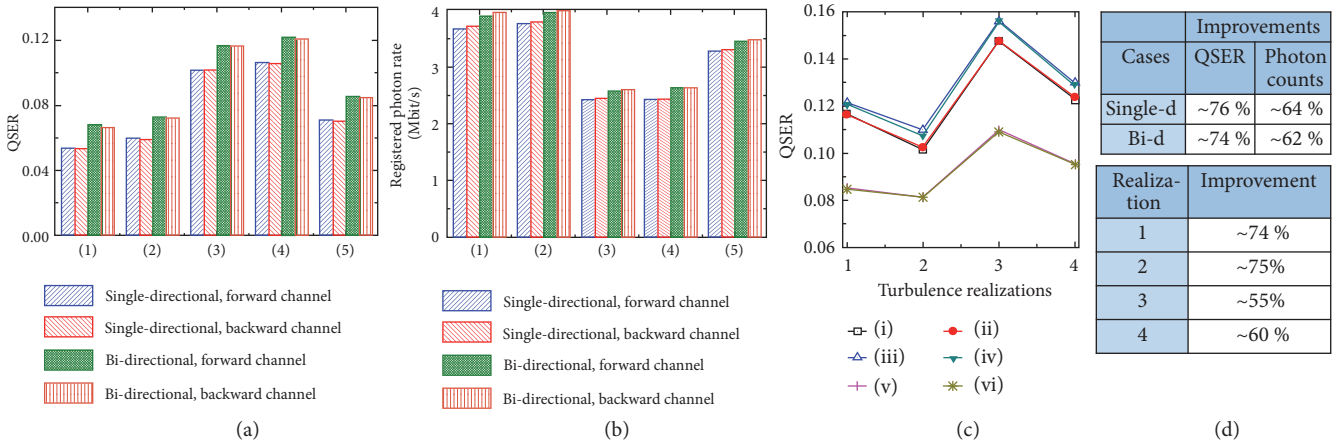 QSER
0.12
0.08
0.04
0.00
(1) (2) (3) (4) (5)
Single-directional, forward channel
Single-directional, backward channel
Bi-directional, forward channel
Bi-directional, backward channel
(a)
Registered photon rate
(Mbit/s)
4
3
2
1
4
(1) (2) (3) (4) (5)
Single-directional, forward channel
Single-directional, backward channel
Bi-directional, forward channel
Bi-directional, backward channel
(b)
QSER
0.16
0.14
0.12
0.10
0.08
0.06
1 2 3 4
Turbulence realizations
(i) (ii)
(iii) (iv)
(v) (vi)
(c)
Improvements
Cases QSER Photon
counts
Single-d ~76 % ~64 %
Bi-d ~74 % ~62 %
Realiza-
tion Improvement
1 ~74 %
2 ~75%
3 ~55%
4 ~60 %
(d)